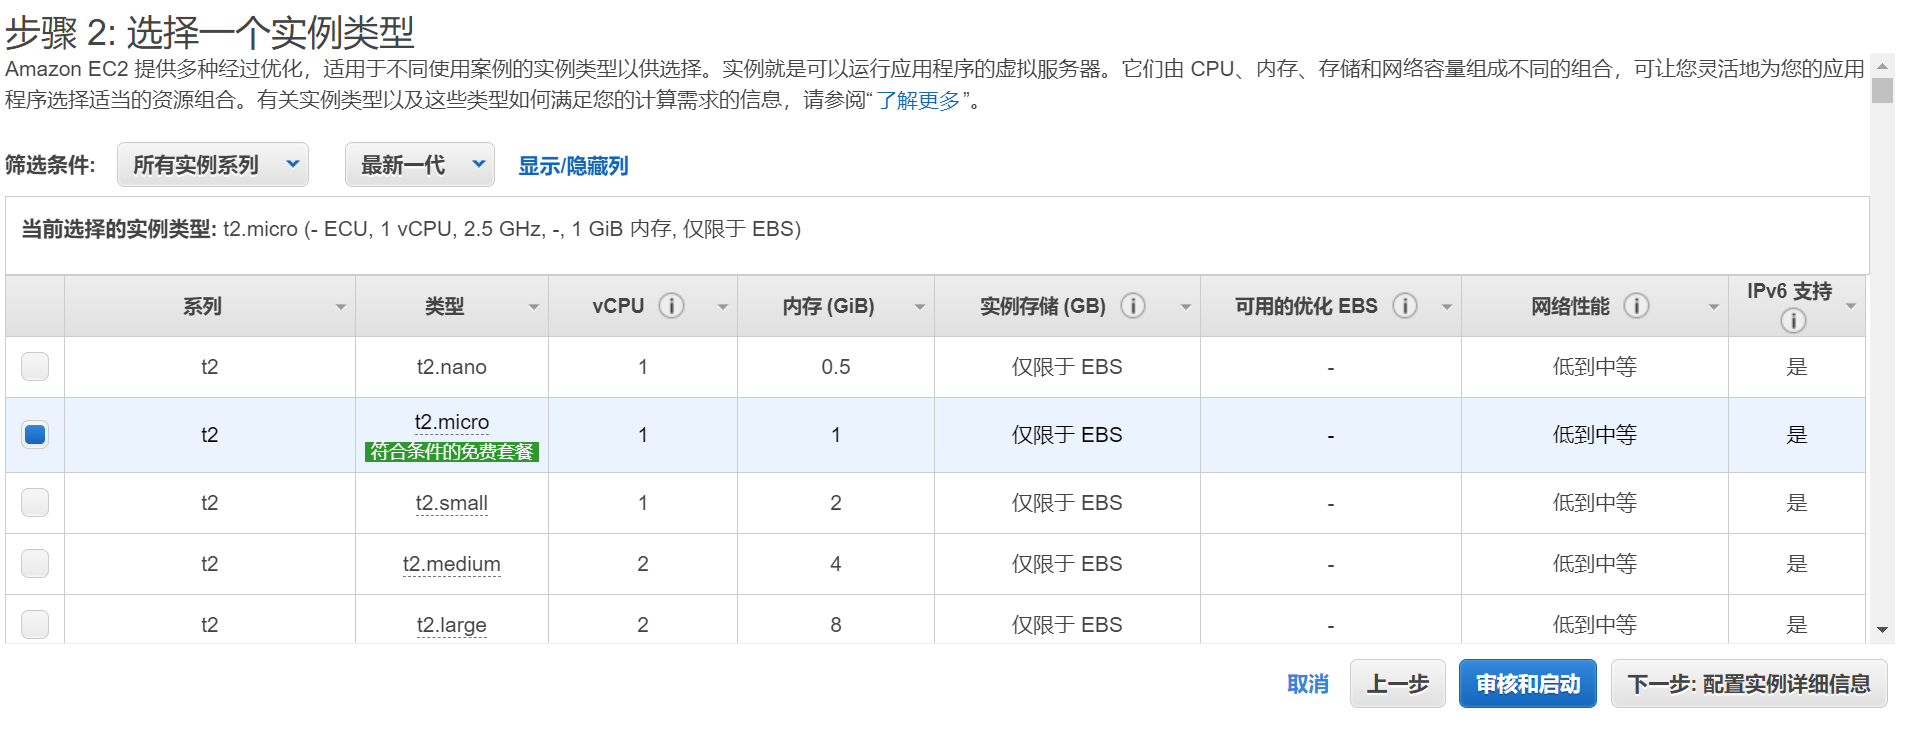 步骤 2: 选择一个实例类型
Amazon EC2 提供多种经过优化，适用于不同使用案例的实例类型以供选择。实例就是可以运行应用程序的虚拟服务器。它们由 CPU、内存、存储和网络容量组成不同的组合，可让您灵活地为您的应用
程序选择适当的资源组合。有关实例类型以及这些类型如何满足您的计算需求的信息，请参阅“了解更多”。
筛选条件: 所有实例系列 最新一代 显示/隐藏列
当前选择的实例类型: t2.micro (- ECU, 1 vCPU, 2.5 GHz, -, 1 GiB 内存, 仅限于 EBS)
系列 类型 vCPU 内存 (GiB) 实例存储 (GB) 可用的优化 EBS 网络性能 IPv6 支持
t2 t2.nano 1 0.5 仅限于 EBS - 低到中等 是
t2 t2.micro 1 1 仅限于 EBS - 低到中等 是
符合条件的免费套餐
t2 t2.small 1 2 仅限于 EBS - 低到中等 是
t2 t2.medium 2 4 仅限于 EBS - 低到中等 是
t2 t2.large 2 8 仅限于 EBS - 低到中等 是
取消 上一步 审核和启动 下一步: 配置实例详细信息